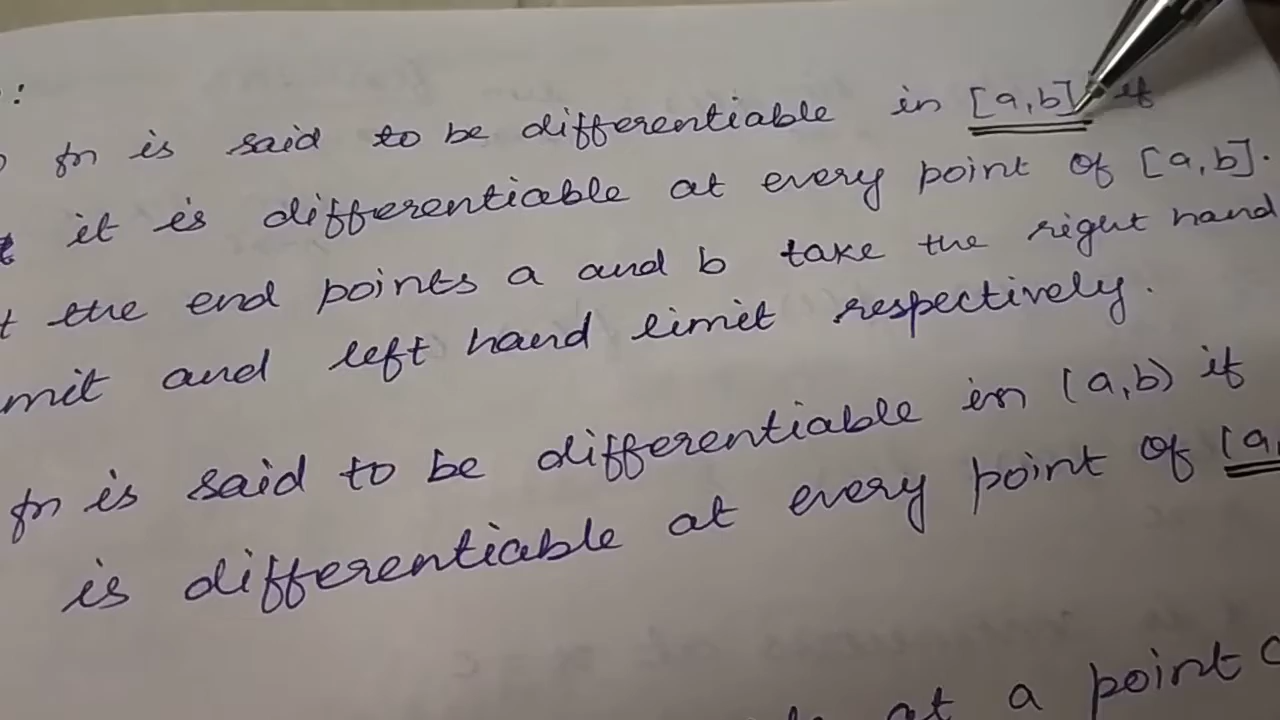 fn is said to be differentiable in [a,b] if
it is differentiable at every point of [a,b].
the end points a and b take the right hand
and left hand limit respectively.
fn is said to be differentiable in (a,b) if
is differentiable at every point of (a,
at a point